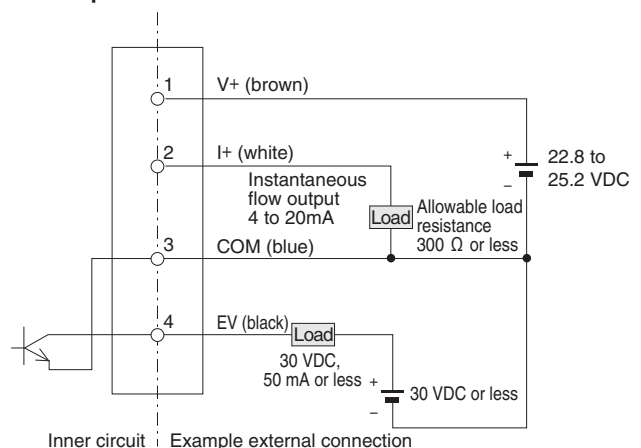 1
V+ (brown)
2
I+ (white)
Instantaneous
flow output
4 to 20mA
Load
Allowable load
resistance
300 Ω or less
+
−
22.8 to
25.2 VDC
3
COM (blue)
4
EV (black)
Load
30 VDC,
50 mA or less
+
−
30 VDC or less
Inner circuit
Example external connection